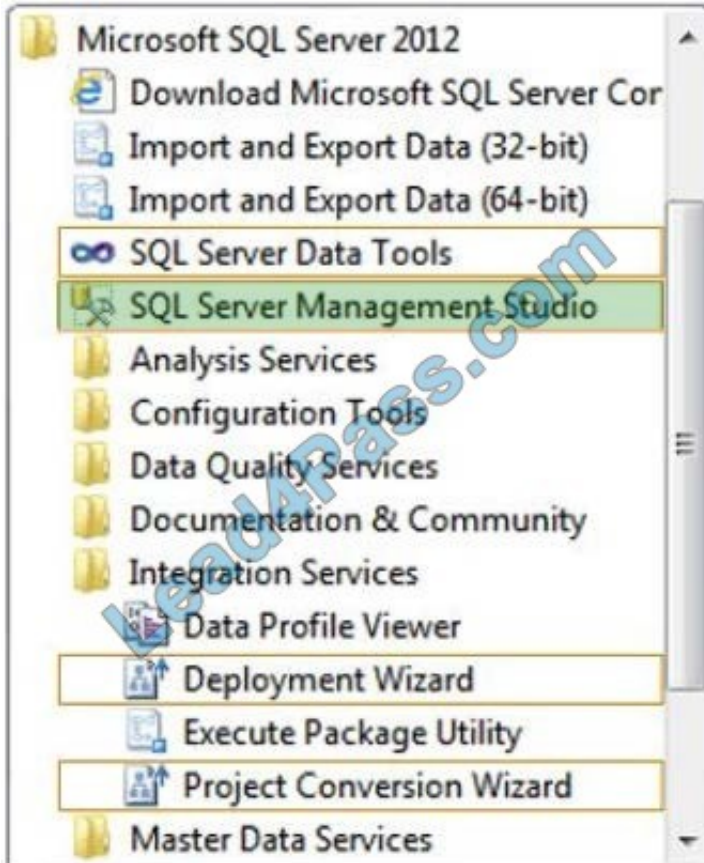 Microsoft SQL Server 2012
Download Microsoft SQL Server Cor
Import and Export Data (32-bit)
Import and Export Data (64-bit)
SQL Server Data Tools
SQL Server Management Studio
Analysis Services
Configuration Tools
Data Quality Services
Documentation & Community
Integration Services
Data Profile Viewer
Deployment Wizard
Execute Package Utility
Project Conversion Wizard
Master Data Services
Lead4Pass.com